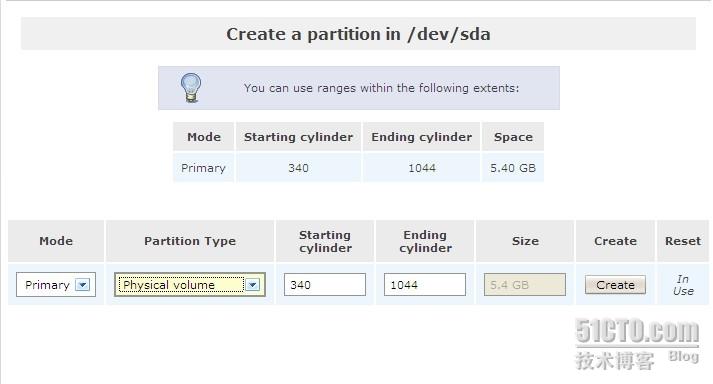 Create a partition in /dev/sda
You can use ranges within the following extents:
Mode Starting cylinder Ending cylinder Space
Primary 340 1044 5.40 GB
Mode Partition Type Starting cylinder Ending cylinder Size Create Reset
Primary Physical volume 340 1044 5.4 GB Create In Use
51CTO.com
技术博客 Blog